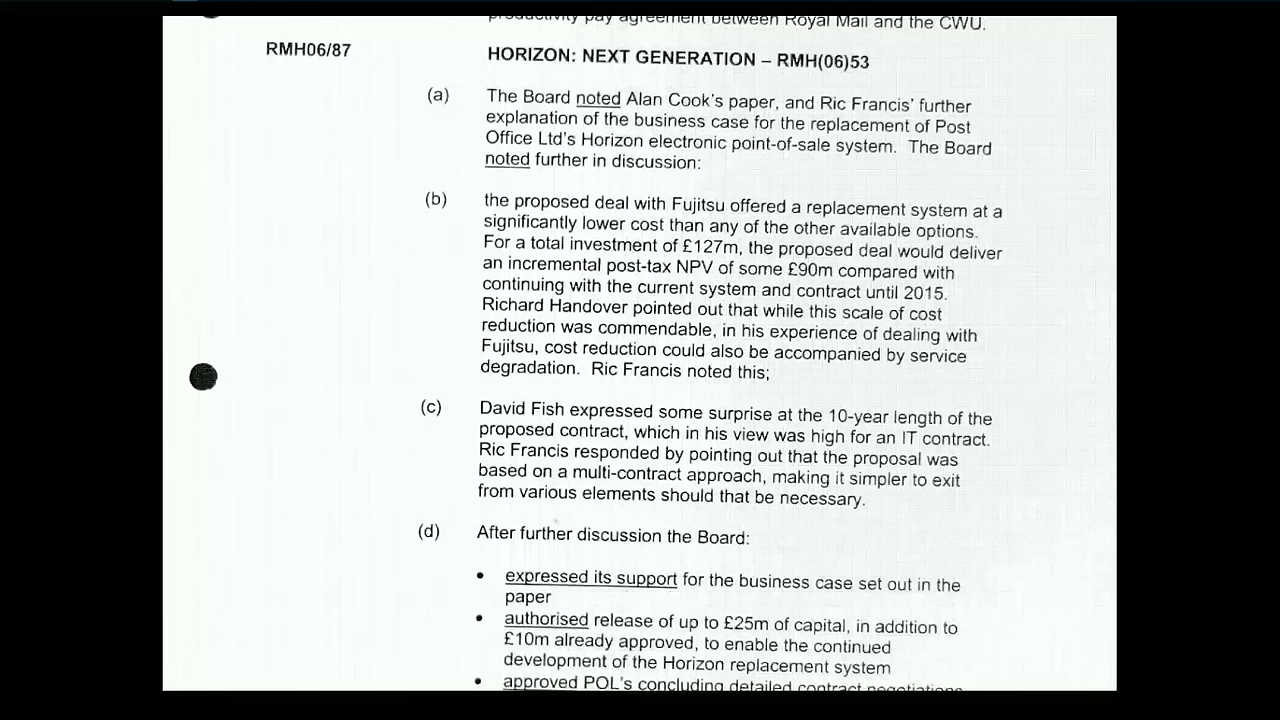 productivity pay agreement between Royal Mail and the CWU.
RMH06/87
HORIZON: NEXT GENERATION – RMH(06)53
(a) The Board noted Alan Cook's paper, and Ric Francis' further
explanation of the business case for the replacement of Post
Office Ltd's Horizon electronic point-of-sale system. The Board
noted further in discussion:
(b) the proposed deal with Fujitsu offered a replacement system at a
significantly lower cost than any of the other available options.
For a total investment of £127m, the proposed deal would deliver
an incremental post-tax NPV of some £90m compared with
continuing with the current system and contract until 2015.
Richard Handover pointed out that while this scale of cost
reduction was commendable, in his experience of dealing with
Fujitsu, cost reduction could also be accompanied by service
degradation. Ric Francis noted this;
(c) David Fish expressed some surprise at the 10-year length of the
proposed contract, which in his view was high for an IT contract.
Ric Francis responded by pointing out that the proposal was
based on a multi-contract approach, making it simpler to exit
from various elements should that be necessary.
(d) After further discussion the Board:
• expressed its support for the business case set out in the
paper
• authorised release of up to £25m of capital, in addition to
£10m already approved, to enable the continued
development of the Horizon replacement system
• approved POL's concluding detailed contract negotiations